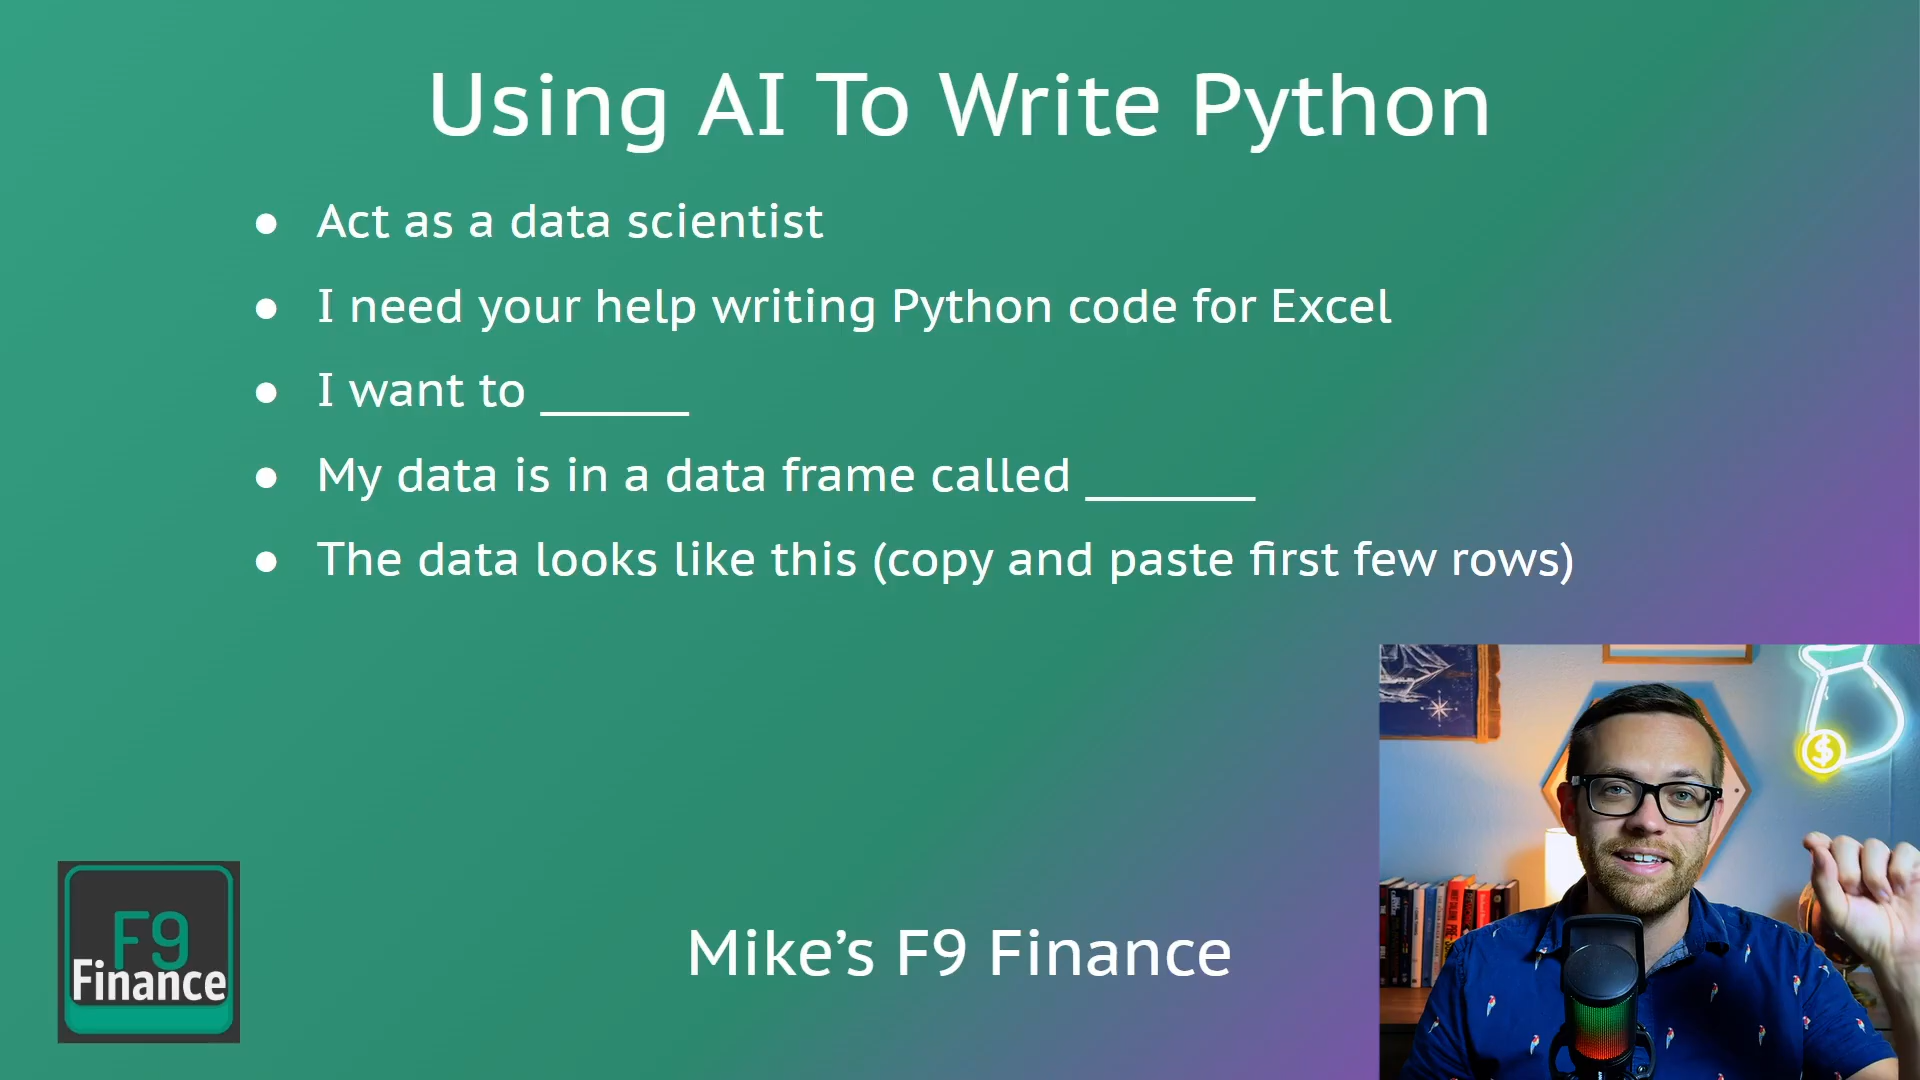 Using AI To Write Python
● Act as a data scientist
● I need your help writing Python code for Excel
● I want to _______
● My data is in a data frame called ________
● The data looks like this (copy and paste first few rows)
F9
Finance
Mike’s F9 Finance
$